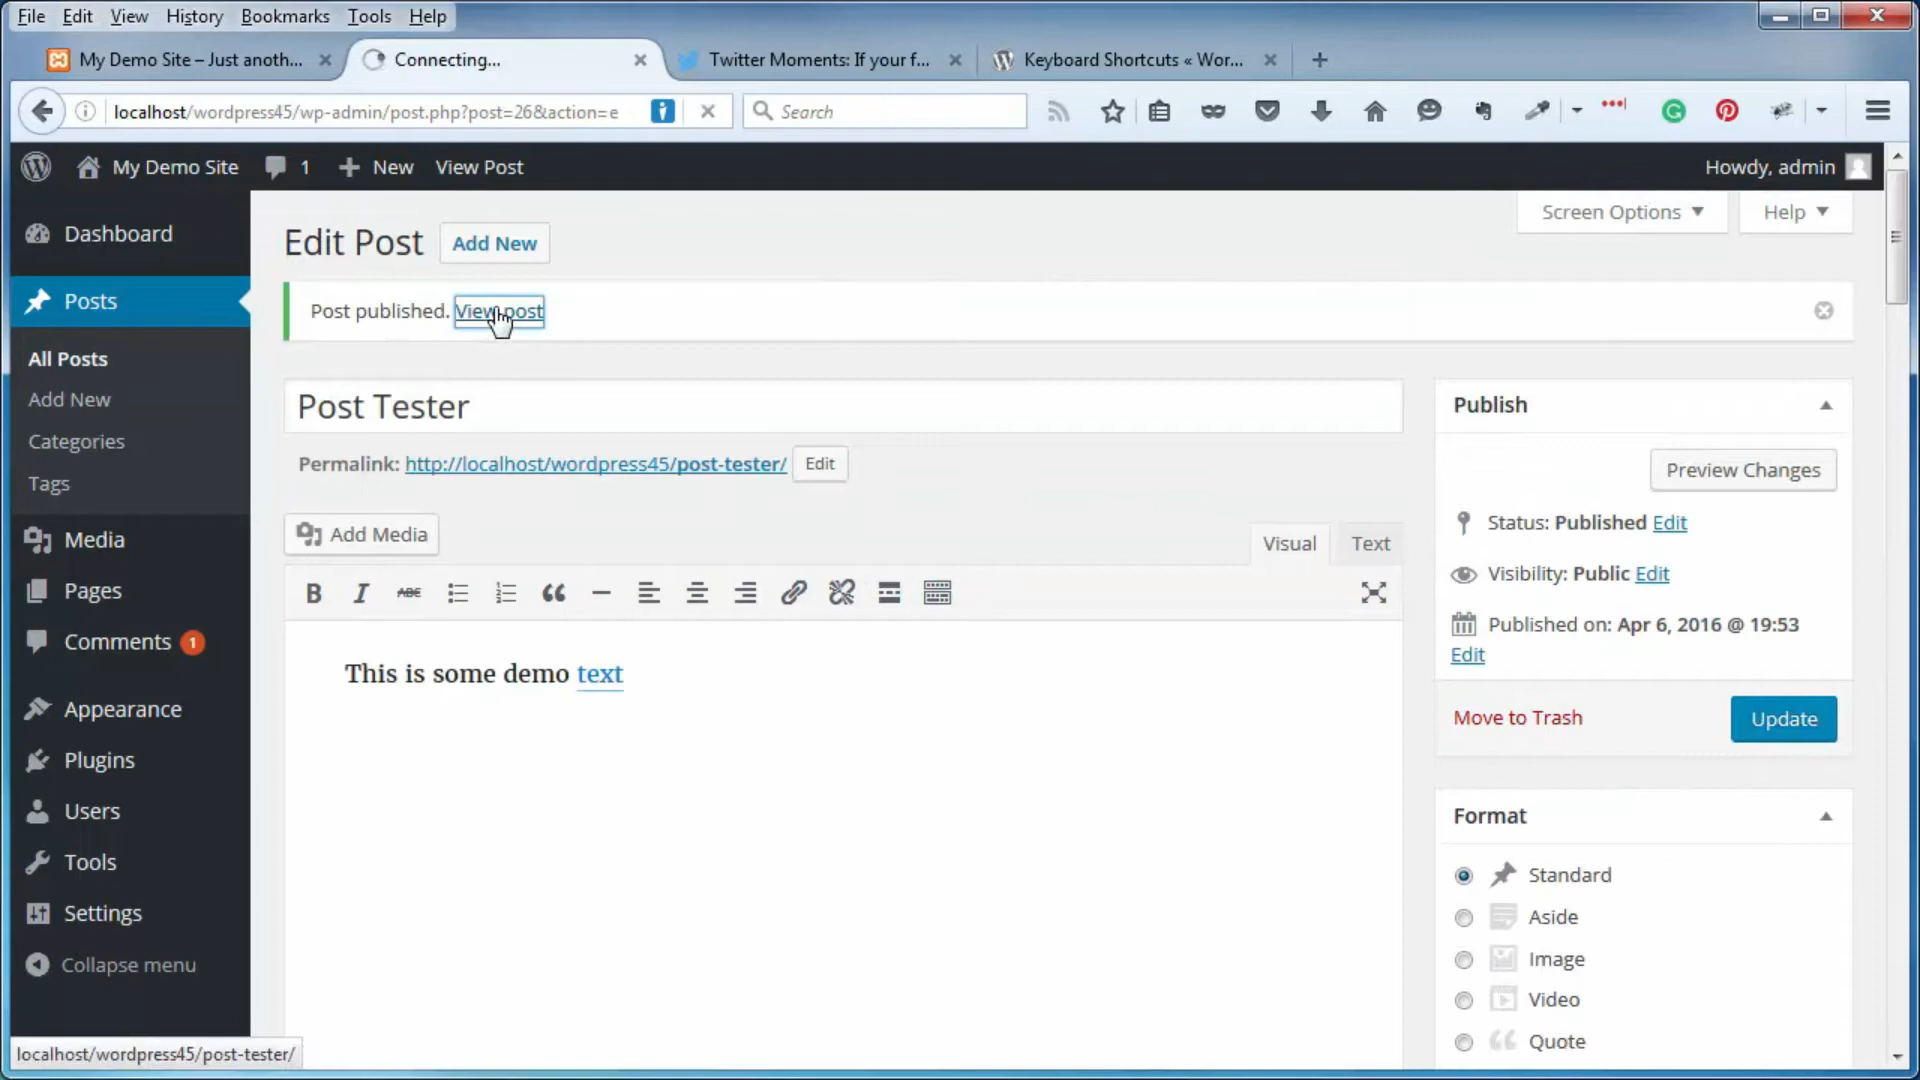 File Edit View History Bookmarks Tools Help
My Demo Site – Just anoth... Connecting... Twitter Moments: If your f... Keyboard Shortcuts « Wor...
localhost/wordpress45/wp-admin/post.php?post=26&action=e Search
My Demo Site 1 New View Post Howdy, admin
Screen Options Help
Dashboard
Posts
All Posts
Add New
Categories
Tags
Media
Pages
Comments 1
Appearance
Plugins
Users
Tools
Settings
Collapse menu
Edit Post Add New
Post published. View post
Post Tester
Permalink: http://localhost/wordpress45/post-tester/ Edit
Add Media
Visual Text
B I ABC
This is some demo text
Publish
Preview Changes
Status: Published Edit
Visibility: Public Edit
Published on: Apr 6, 2016 @ 19:53
Edit
Move to Trash Update
Format
Standard
Aside
Image
Video
Quote
localhost/wordpress45/post-tester/